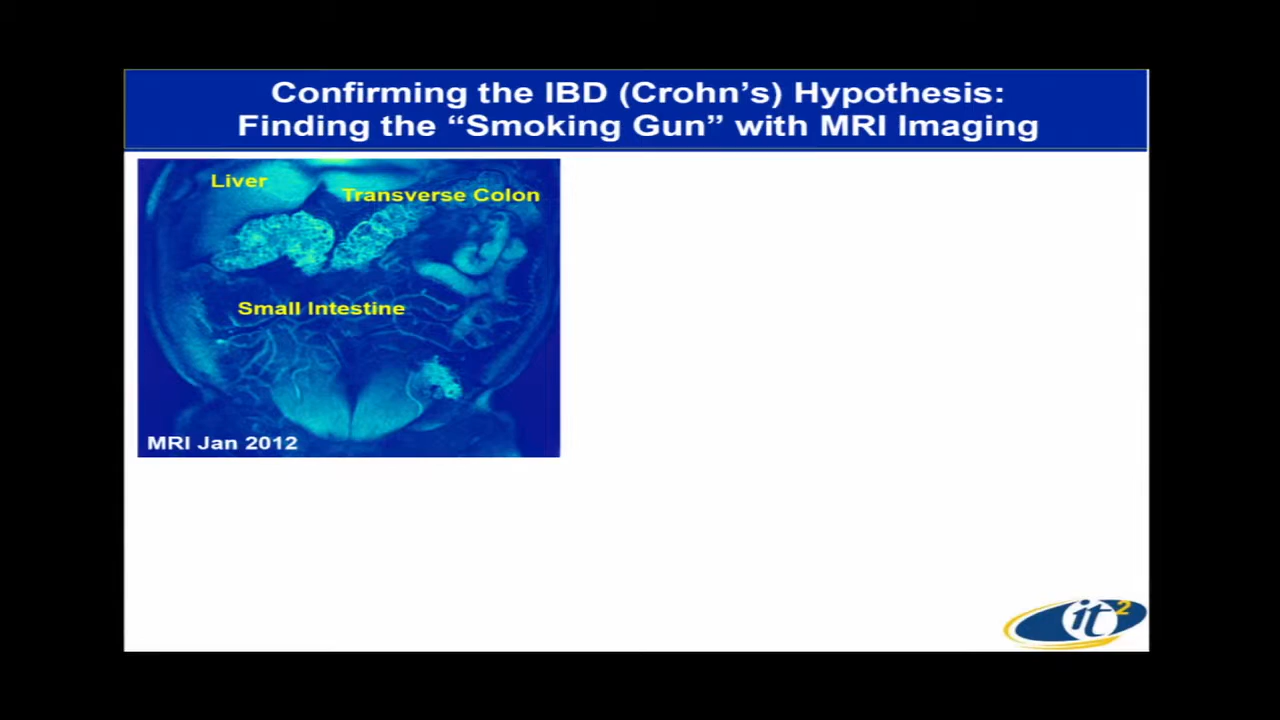 Confirming the IBD (Crohn’s) Hypothesis:
Finding the “Smoking Gun” with MRI Imaging
Liver
Transverse Colon
Small Intestine
MRI Jan 2012
it²